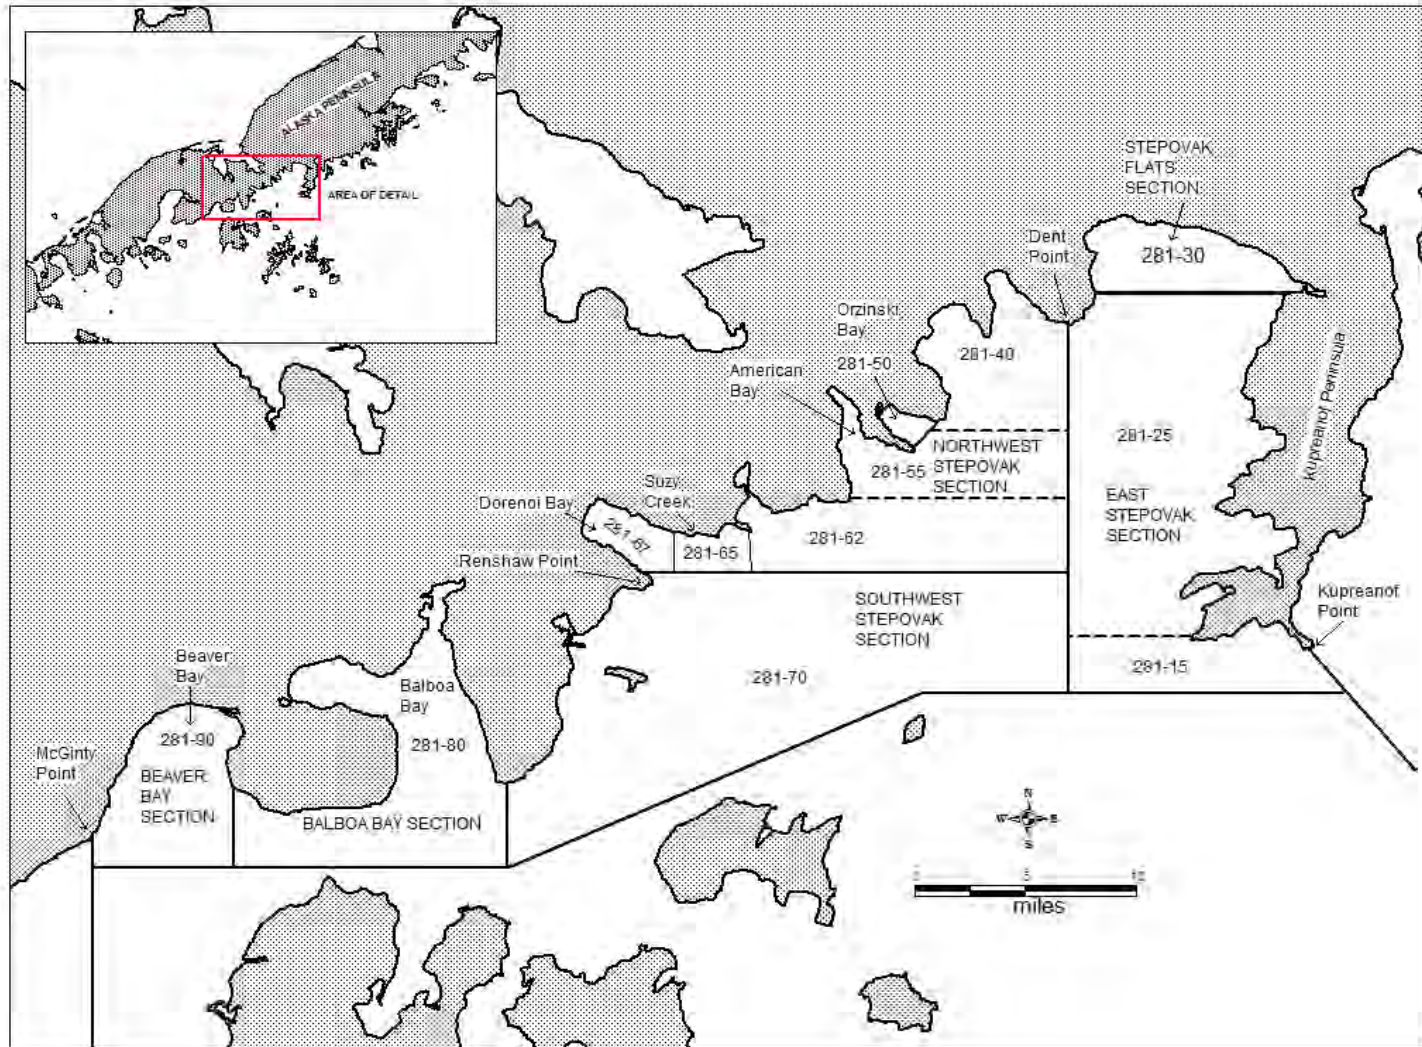 ALASKA PENINSULA
AREA OF DETAIL
STEPOVAK
FLATS
SECTION
281-30
Dent
Point
Orzinski
Bay
281-50
281-40
American
Bay
Kupreanof Peninsula
281-25
NORTHWEST
STEPOVAK
SECTION
281-55
EAST
STEPOVAK
SECTION
Suzy
Creek
Dorenoi Bay
281-67
281-65
281-62
Renshaw Point
SOUTHWEST
STEPOVAK
SECTION
Kupreanof
Point
281-15
281-70
Beaver
Bay
Balboa
Bay
281-80
281-90
McGinty
Point
BEAVER
BAY
SECTION
BALBOA BAY SECTION
N
W
E
S
0 5 10
miles